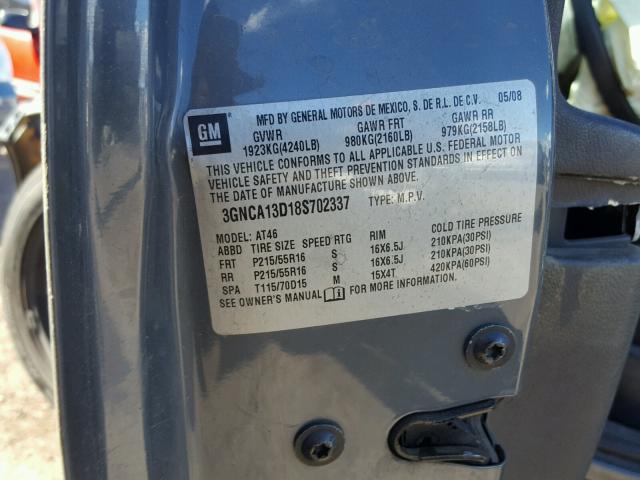 GM
MFD BY GENERAL MOTORS DE MEXICO, S. DE R.L. DE C.V. 05/08
GVWR GAWR FRT GAWR RR
1923KG(4240LB) 980KG(2160LB) 979KG(2158LB)
THIS VEHICLE CONFORMS TO ALL APPLICABLE U.S. FEDERAL MOTOR
VEHICLE SAFETY AND THEFT PREVENTION STANDARDS IN EFFECT ON
THE DATE OF MANUFACTURE SHOWN ABOVE.
3GNCA13D18S702337 TYPE: M.P.V.
MODEL: AT46
ABBD TIRE SIZE SPEED RTG RIM COLD TIRE PRESSURE
FRT P215/55R16 S 16X6.5J 210KPA(30PSI)
RR P215/55R16 S 16X6.5J 210KPA(30PSI)
SPA T115/70D15 M 15X4T 420KPA(60PSI)
SEE OWNER'S MANUAL FOR MORE INFORMATION.